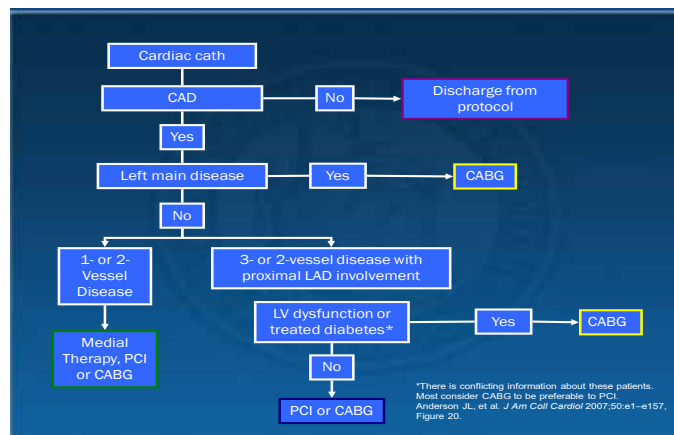 Cardiac cath
CAD
No
Discharge from
protocol
Yes
Left main disease
Yes
CABG
No
1- or 2-
Vessel
Disease
3- or 2-vessel disease with
proximal LAD involvement
LV dysfunction or
treated diabetes*
Yes
CABG
Medial
Therapy, PCI
or CABG
No
PCI or CABG
*There is conflicting information about these patients.
Most consider CABG to be preferable to PCI.
Anderson JL, et al. J Am Coll Cardiol 2007;50:e1–e157,
Figure 20.